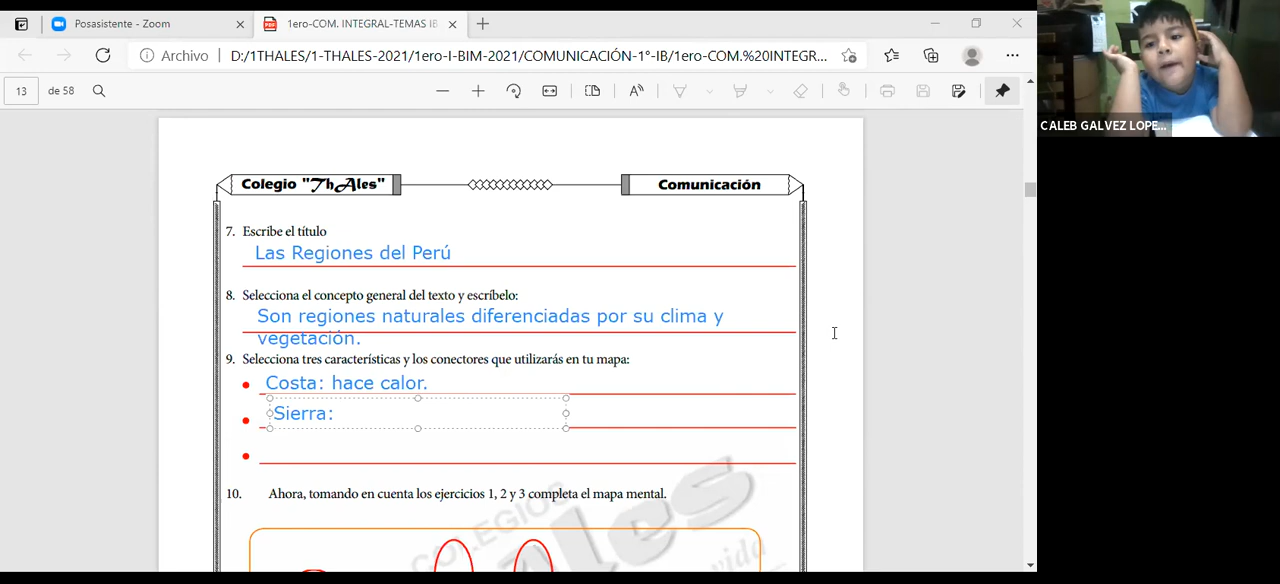 Posasistente - Zoom
1ero-COM. INTEGRAL-TEMAS IB
Archivo
D:/1THALES/1-THALES-2021/1ero-I-BIM-2021/COMUNICACIÓN-1°-IB/1ero-COM.%20INTEGR...
13
de 58
CALEB GALVEZ LOPE...
Colegio "ThAles"
Comunicación
7. Escribe el título
Las Regiones del Perú
8. Selecciona el concepto general del texto y escríbelo:
Son regiones naturales diferenciadas por su clima y
vegetación.
9. Selecciona tres características y los conectores que utilizarás en tu mapa:
Costa: hace calor.
Sierra:
10. Ahora, tomando en cuenta los ejercicios 1, 2 y 3 completa el mapa mental.
COLEGIOS
ales
vida